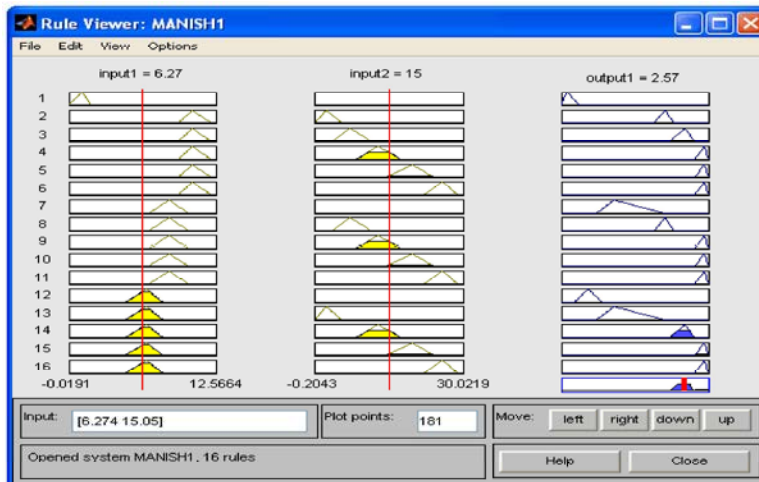 Rule Viewer: MANISH1
File Edit View Options
input1 = 6.27
input2 = 15
output1 = 2.57
1
2
3
4
5
6
7
8
9
10
11
12
13
14
15
16
-0.0191 12.5664
-0.2043 30.0219
Input: [6.274 15.05]
Plot points: 181
Move: left right down up
Opened system MANISH1, 16 rules
Help Close